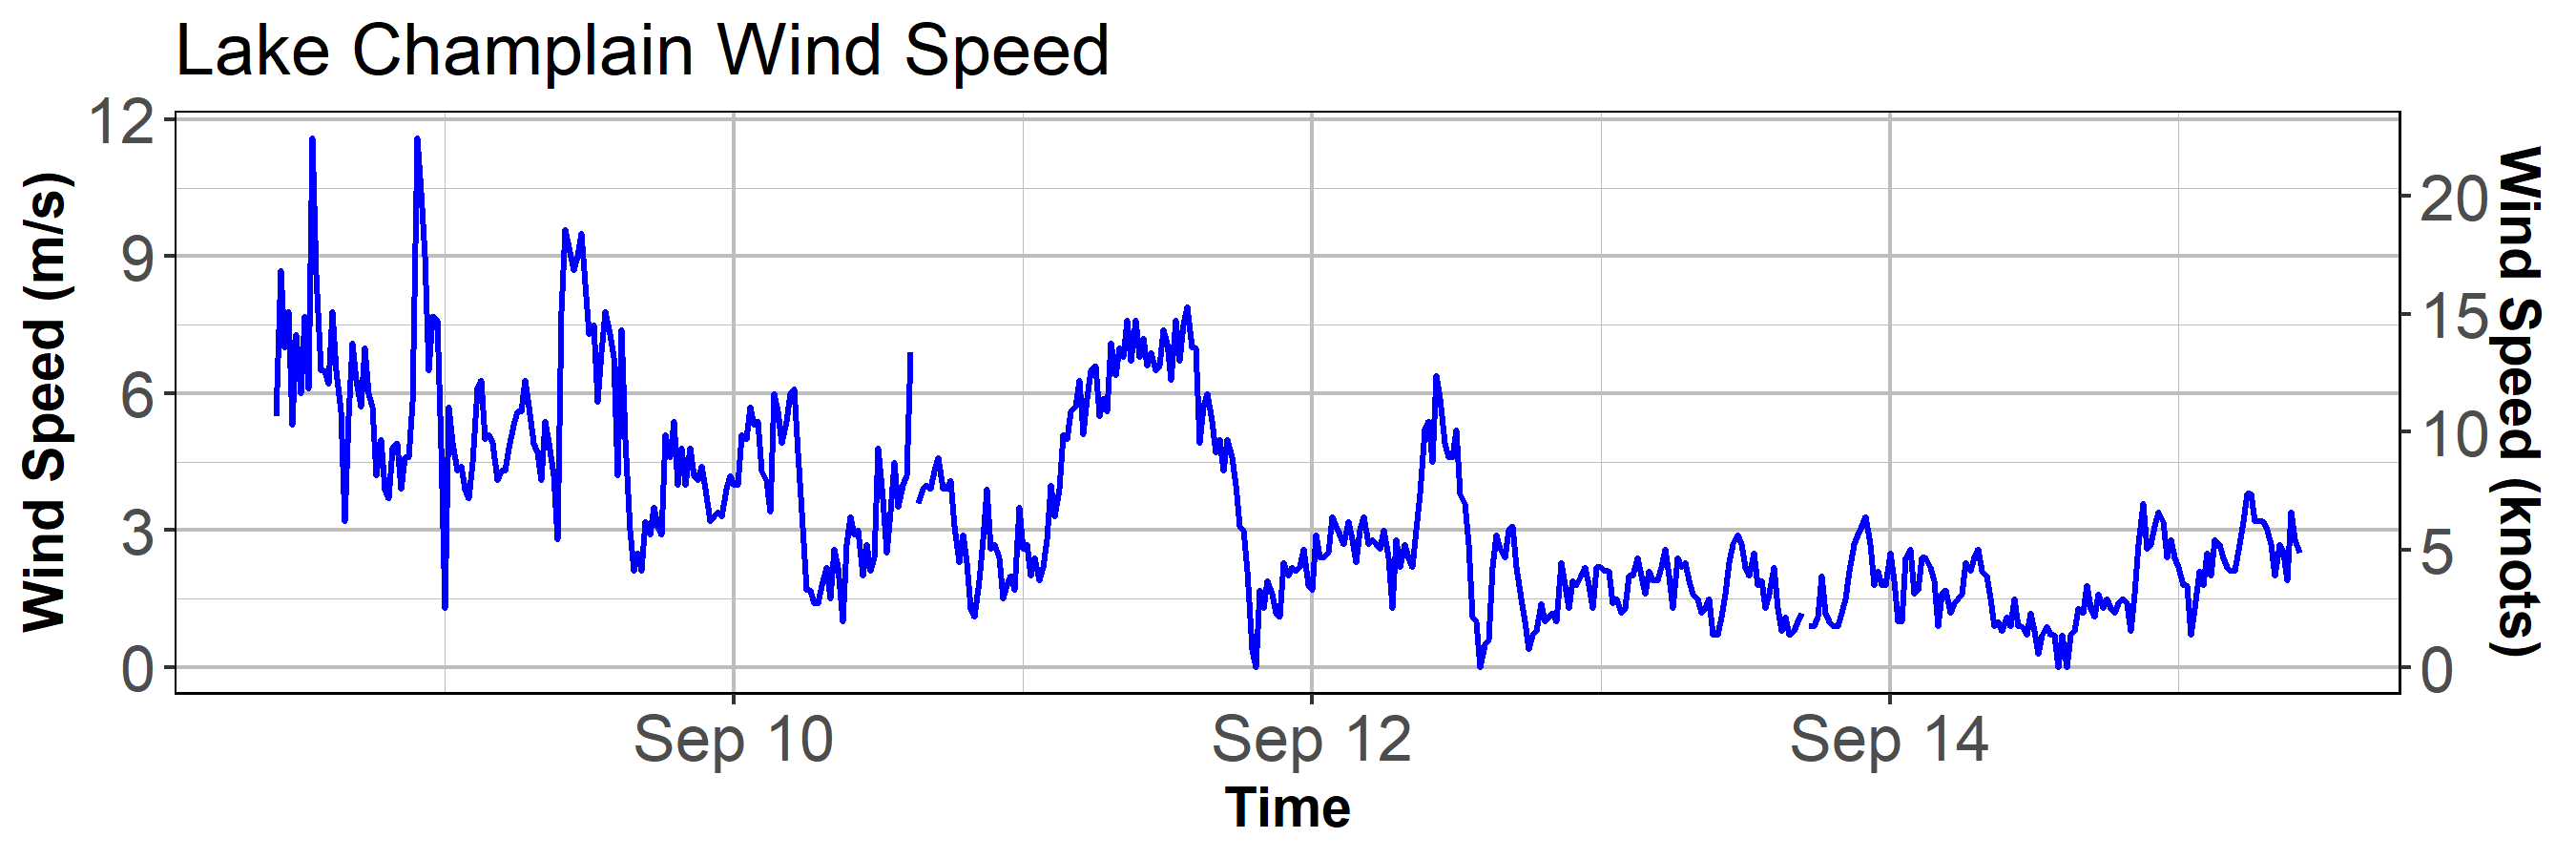 Lake Champlain Wind Speed
Wind Speed (m/s)
12
9
6
3
0
20
15
10
5
0
Wind Speed (knots)
Sep 10
Sep 12
Sep 14
Time